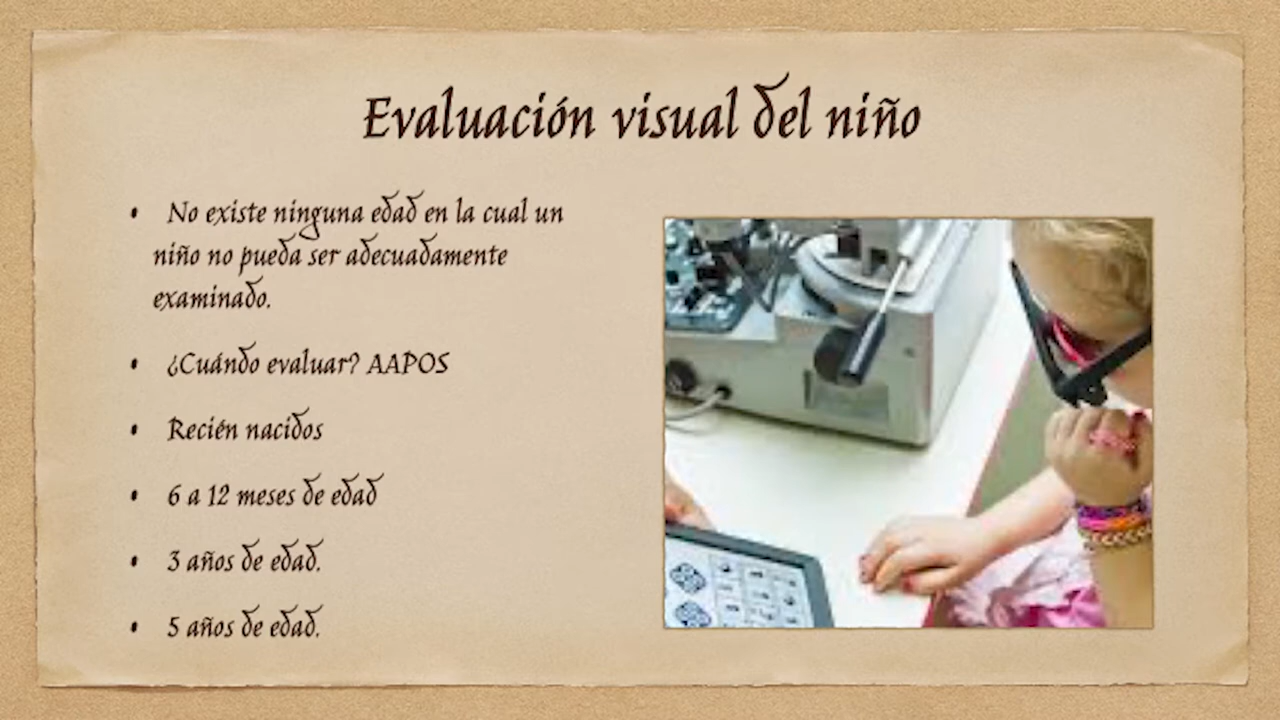 Evaluación visual del niño
• No existe ninguna edad en la cual un
niño no pueda ser adecuadamente
examinado.
• ¿Cuándo evaluar? AAPOS
• Recién nacidos
• 6 a 12 meses de edad
• 3 años de edad.
• 5 años de edad.